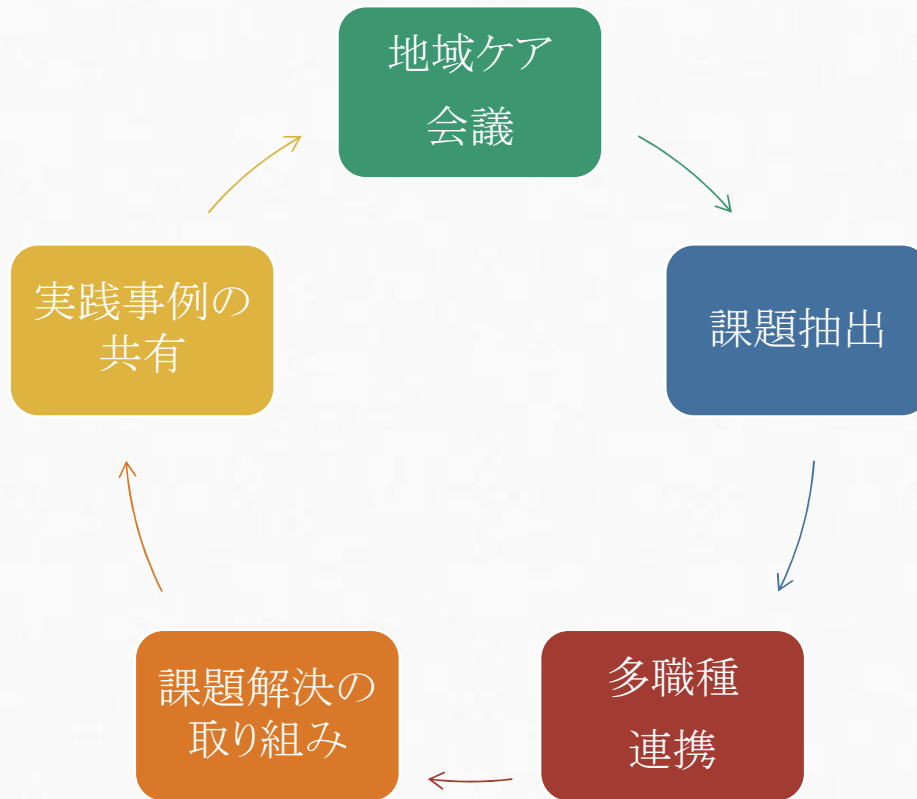 地域ケア
会議
課題抽出
多職種
連携
課題解決の
取り組み
実践事例の
共有